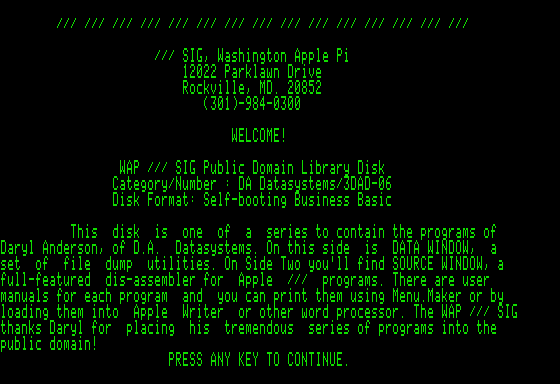 /// /// /// /// /// /// /// /// /// /// /// /// /// /// ///
/// SIG, Washington Apple Pi
12022 Parklawn Drive
Rockville, MD. 20852
(301)-984-0300
WELCOME!
WAP /// SIG Public Domain Library Disk
Category/Number : DA Datasystems/3DAD-06
Disk Format: Self-booting Business Basic
This disk is one of a series to contain the programs of
Daryl Anderson, of D.A. Datasystems. On this side is DATA WINDOW, a
set of file dump utilities. On Side Two you'll find SOURCE WINDOW, a
full-featured dis-assembler for Apple /// programs. There are user
manuals for each program and you can print them using Menu.Maker or by
loading them into Apple Writer or other word processor. The WAP /// SIG
thanks Daryl for placing his tremendous series of programs into the
public domain!
PRESS ANY KEY TO CONTINUE.